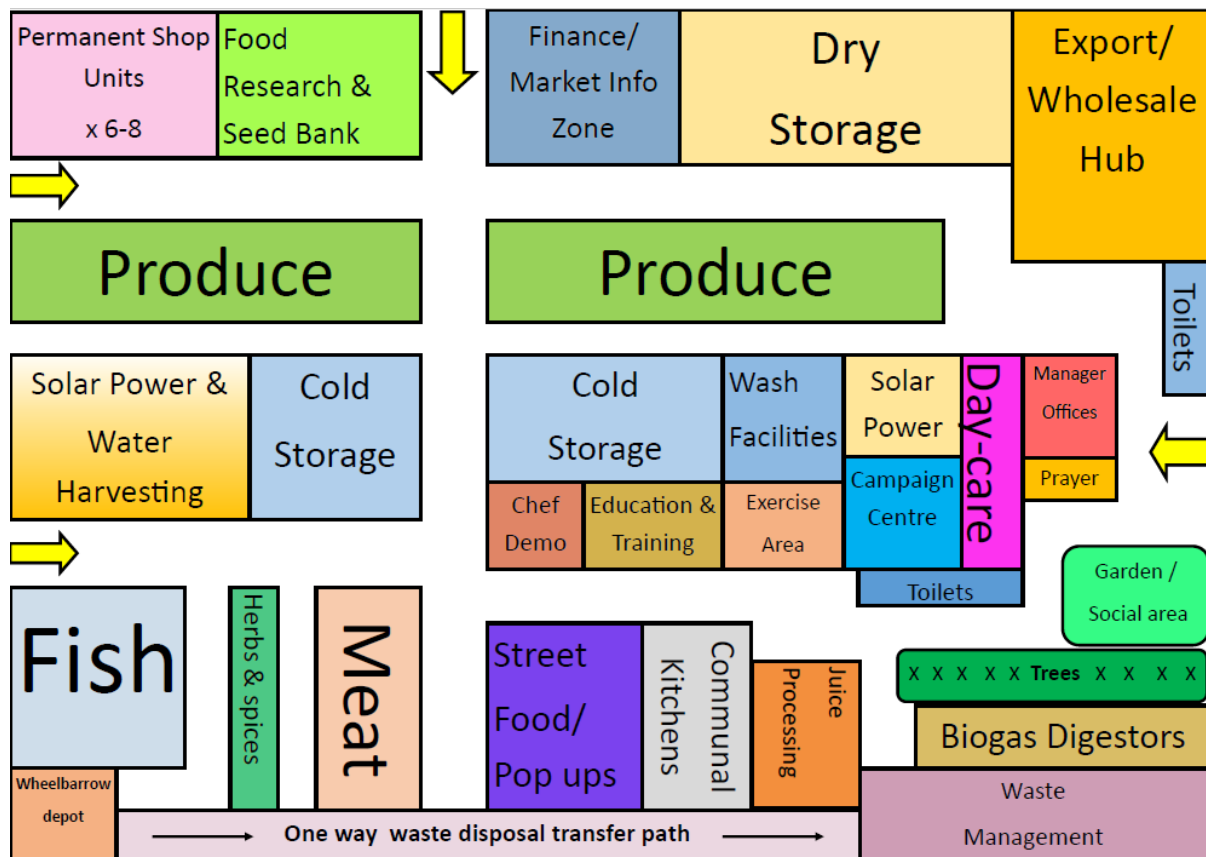 Permanent Shop
Units
x 6-8
Food
Research &
Seed Bank
Finance/
Market Info
Zone
Dry
Storage
Export/
Wholesale
Hub
Produce
Produce
Toilets
Solar Power &
Water
Harvesting
Cold
Storage
Cold
Storage
Wash
Facilities
Solar
Power
Day-care
Manager
Offices
Prayer
Chef
Demo
Education &
Training
Exercise
Area
Campaign
Centre
Toilets
Garden /
Social area
Fish
Herbs & spices
Meat
Street
Food/
Pop ups
Communal
Kitchens
Juice
Processing
X X X X X Trees X X X X
Biogas Digestors
Wheelbarrow
depot
One way waste disposal transfer path
Waste
Management